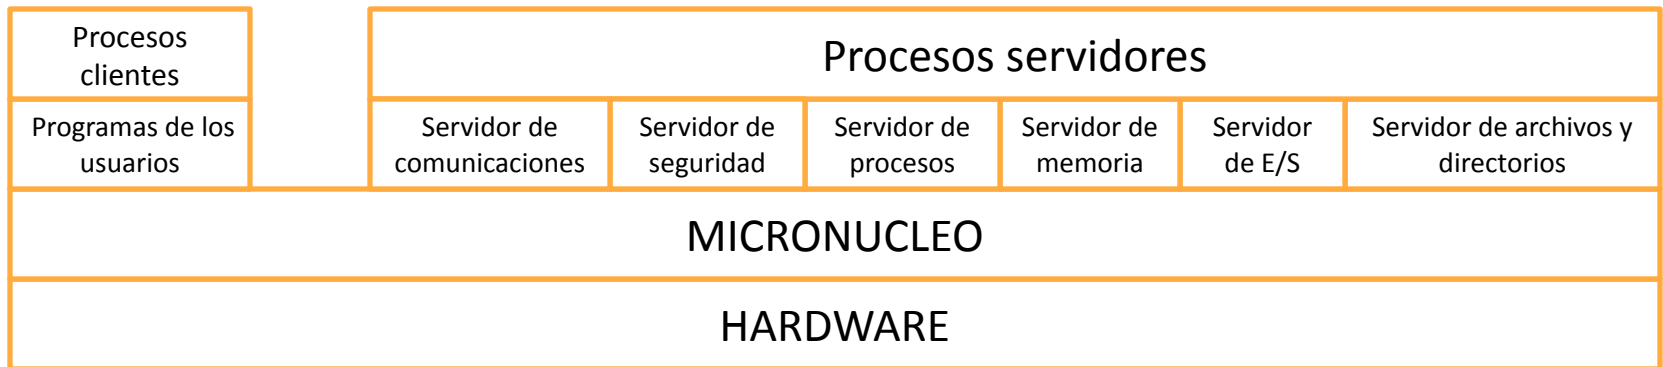 Procesos
clientes
Procesos servidores
Programas de los
usuarios
Servidor de
comunicaciones
Servidor de
seguridad
Servidor de
procesos
Servidor de
memoria
Servidor
de E/S
Servidor de archivos y
directorios
MICRONUCLEO
HARDWARE